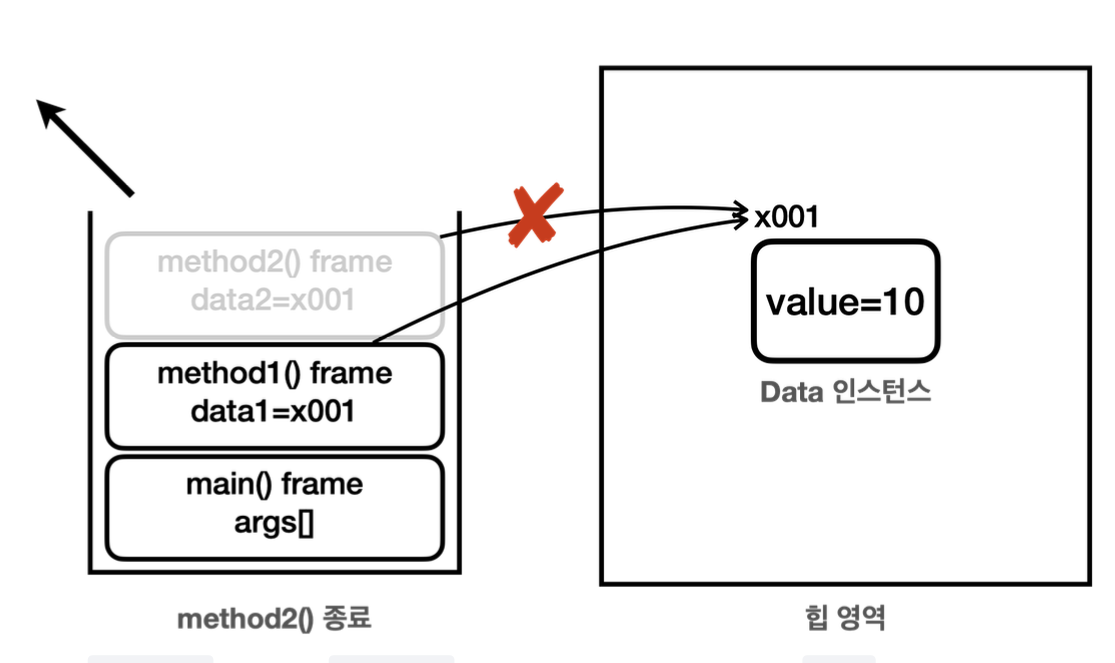 method2() frame
data2=x001
method1() frame
data1=x001
main() frame
args[]
method2() 종료
x001
value=10
Data 인스턴스
힙 영역